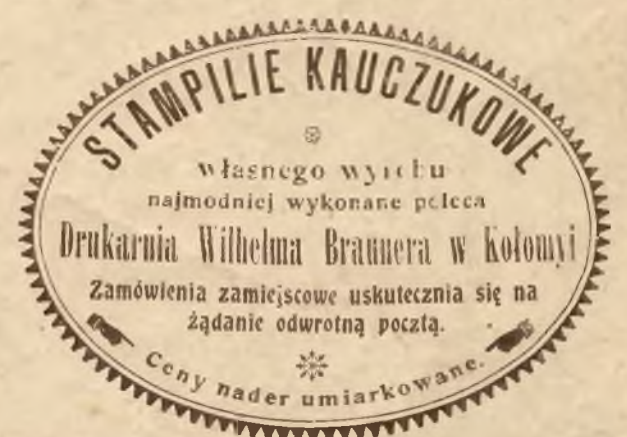 STAMPILIE KAUCZUKOWE
własnego wyrobu
najmodniej wykonane poleca
Drukarnia Wilhelma Braunera w Kołomyi
Zamówienia zamiejscowe uskutecznia się na
żądanie odwrotną pocztą.
Ceny nader umiarkowane.